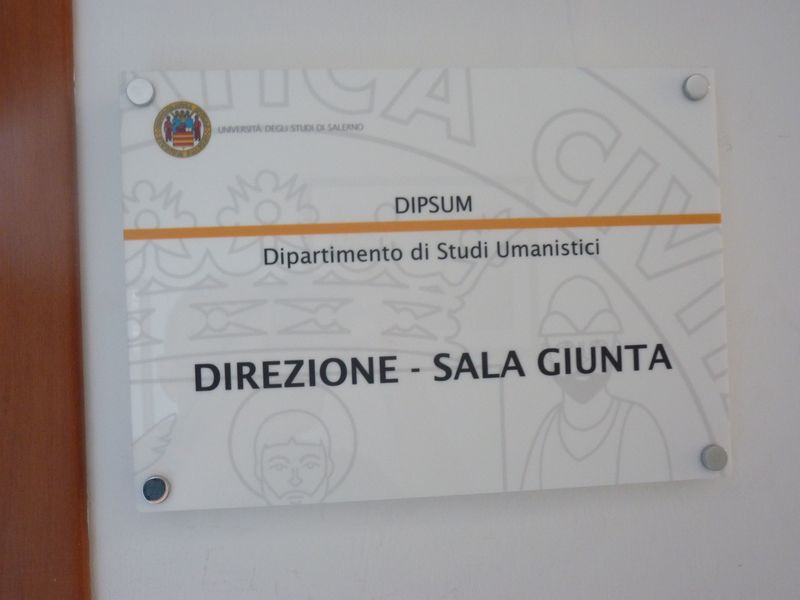 UNIVERSITÀ DEGLI STUDI DI SALERNO
DIPSUM
Dipartimento di Studi Umanistici
DIREZIONE - SALA GIUNTA